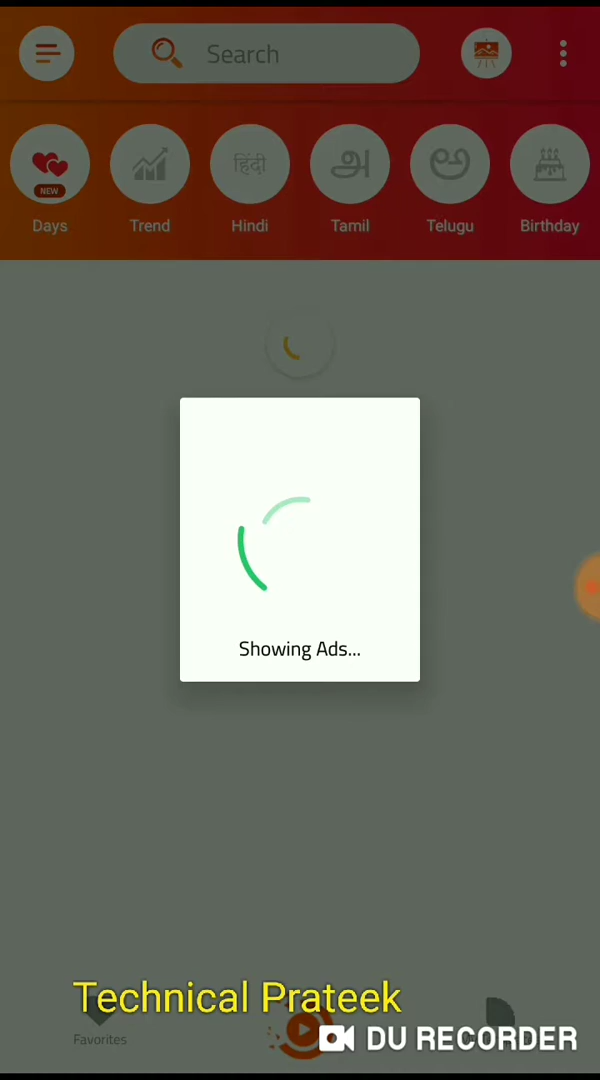 Search
NEW
हिंदी
அ
అ
Days
Trend
Hindi
Tamil
Telugu
Birthday
Showing Ads...
Technical Prateek
Favorites
DU RECORDER